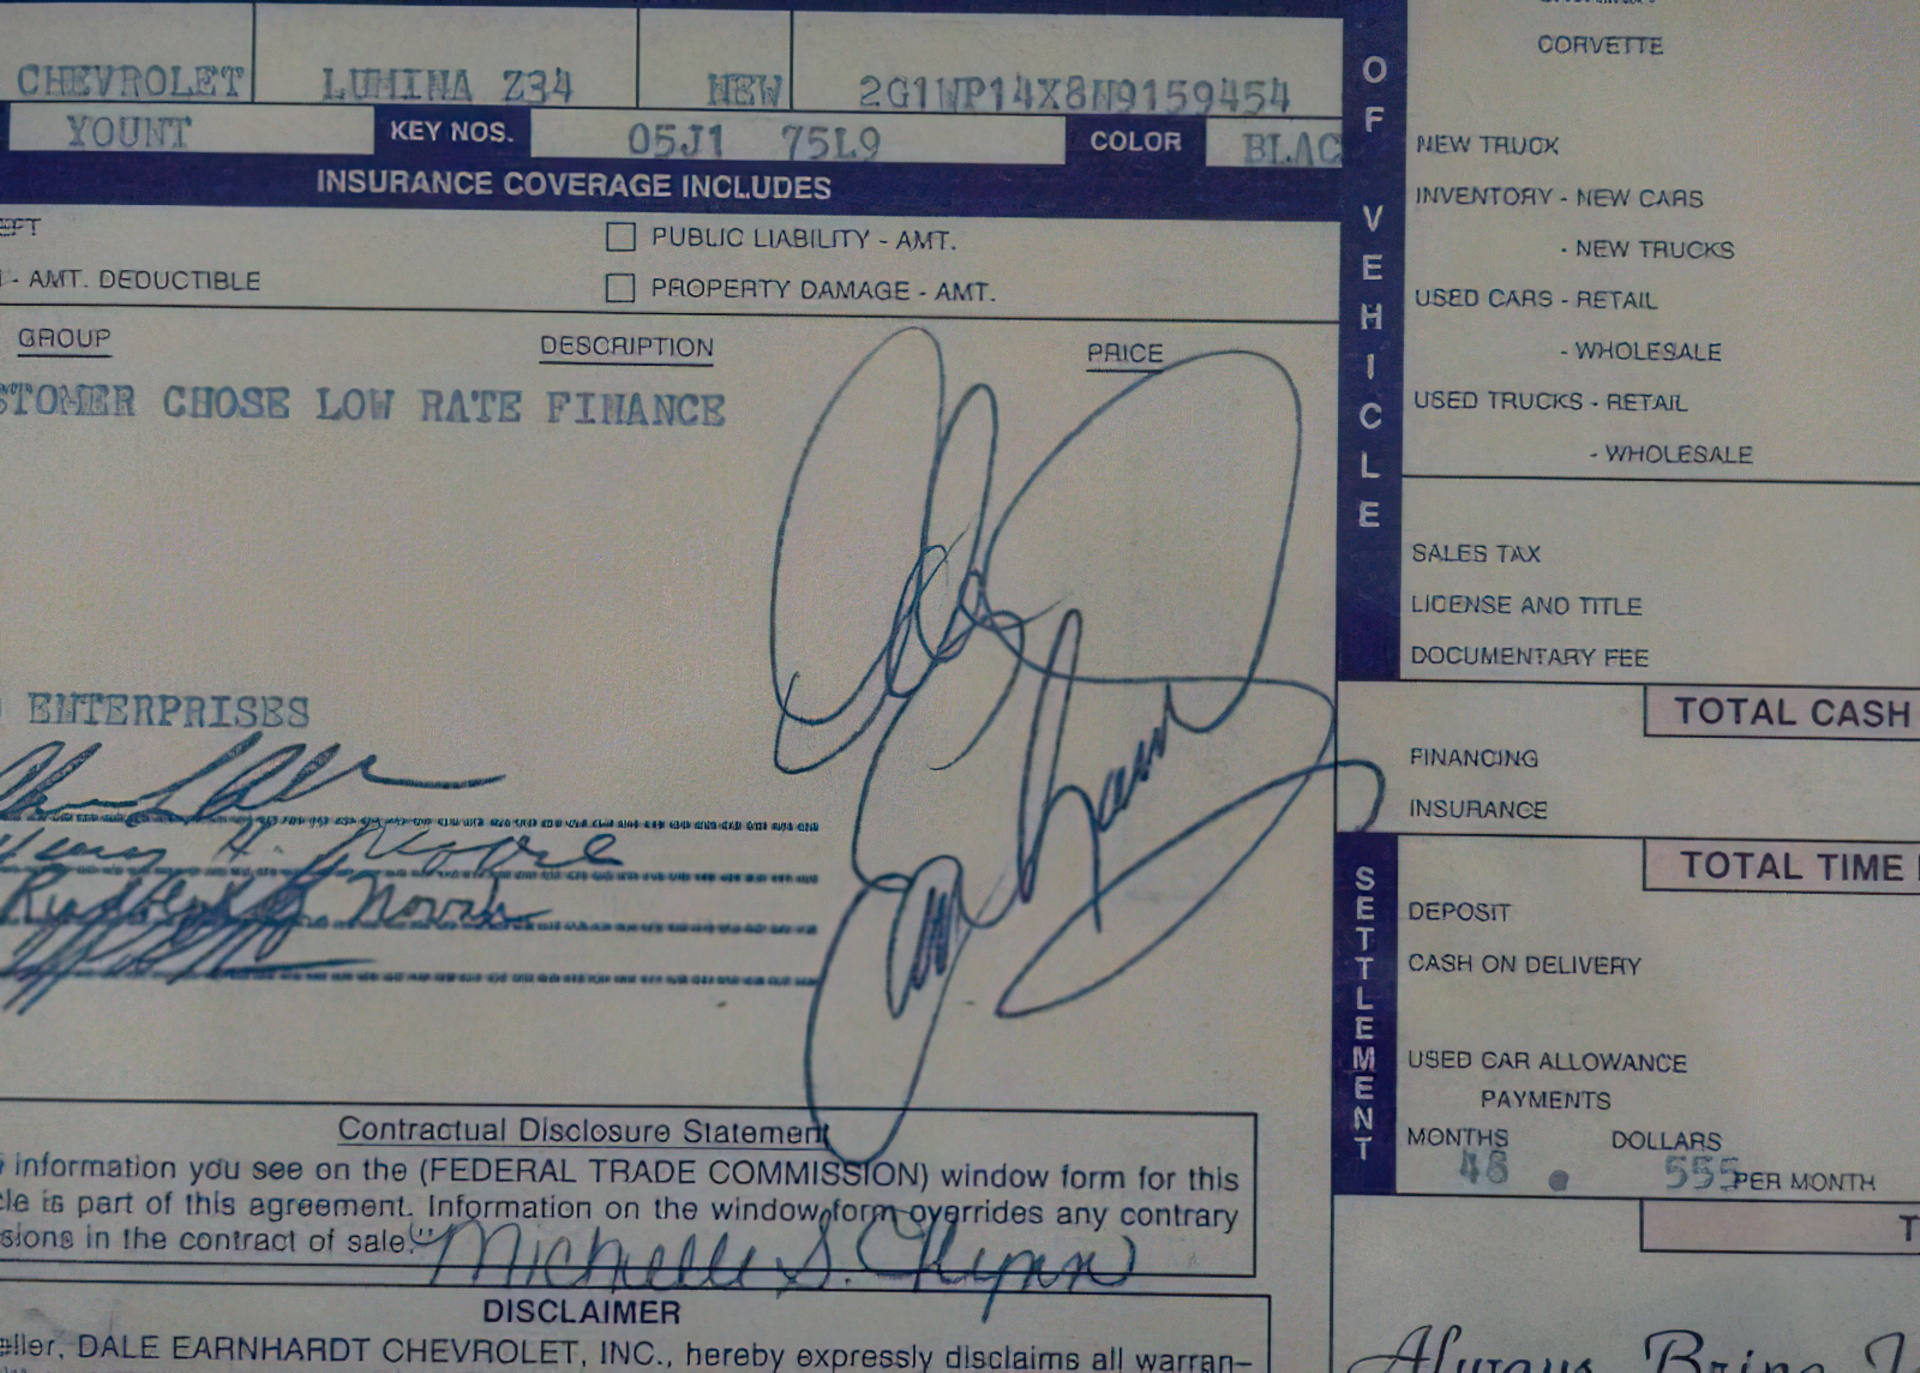 CORVETTE
CHEVROLET LUMINA Z34 NEW 2G1WP14X8N9159454
YOUNT KEY NOS. 05J1 75L9 COLOR BLAC
INSURANCE COVERAGE INCLUDES
PUBLIC LIABILITY - AMT.
- AMT. DEDUCTIBLE PROPERTY DAMAGE - AMT.
GROUP DESCRIPTION PRICE
STOMER CHOSE LOW RATE FINANCE
ENTERPRISES
H. Moore
Contractual Disclosure Statement
information you see on the (FEDERAL TRADE COMMISSION) window form for this
cle is part of this agreement. Information on the window form overrides any contrary
sions in the contract of sale."
Michelle S.
DISCLAIMER
eller, DALE EARNHARDT CHEVROLET, INC., hereby expressly disclaims all warran-
OF VEHICLE
NEW TRUCK
INVENTORY - NEW CARS
- NEW TRUCKS
USED CARS - RETAIL
- WHOLESALE
USED TRUCKS - RETAIL
- WHOLESALE
SALES TAX
LICENSE AND TITLE
DOCUMENTARY FEE
TOTAL CASH
FINANCING
INSURANCE
TOTAL TIME
SETTLEMENT
DEPOSIT
CASH ON DELIVERY
USED CAR ALLOWANCE
PAYMENTS
MONTHS DOLLARS
48 555 PER MONTH
Always Bring